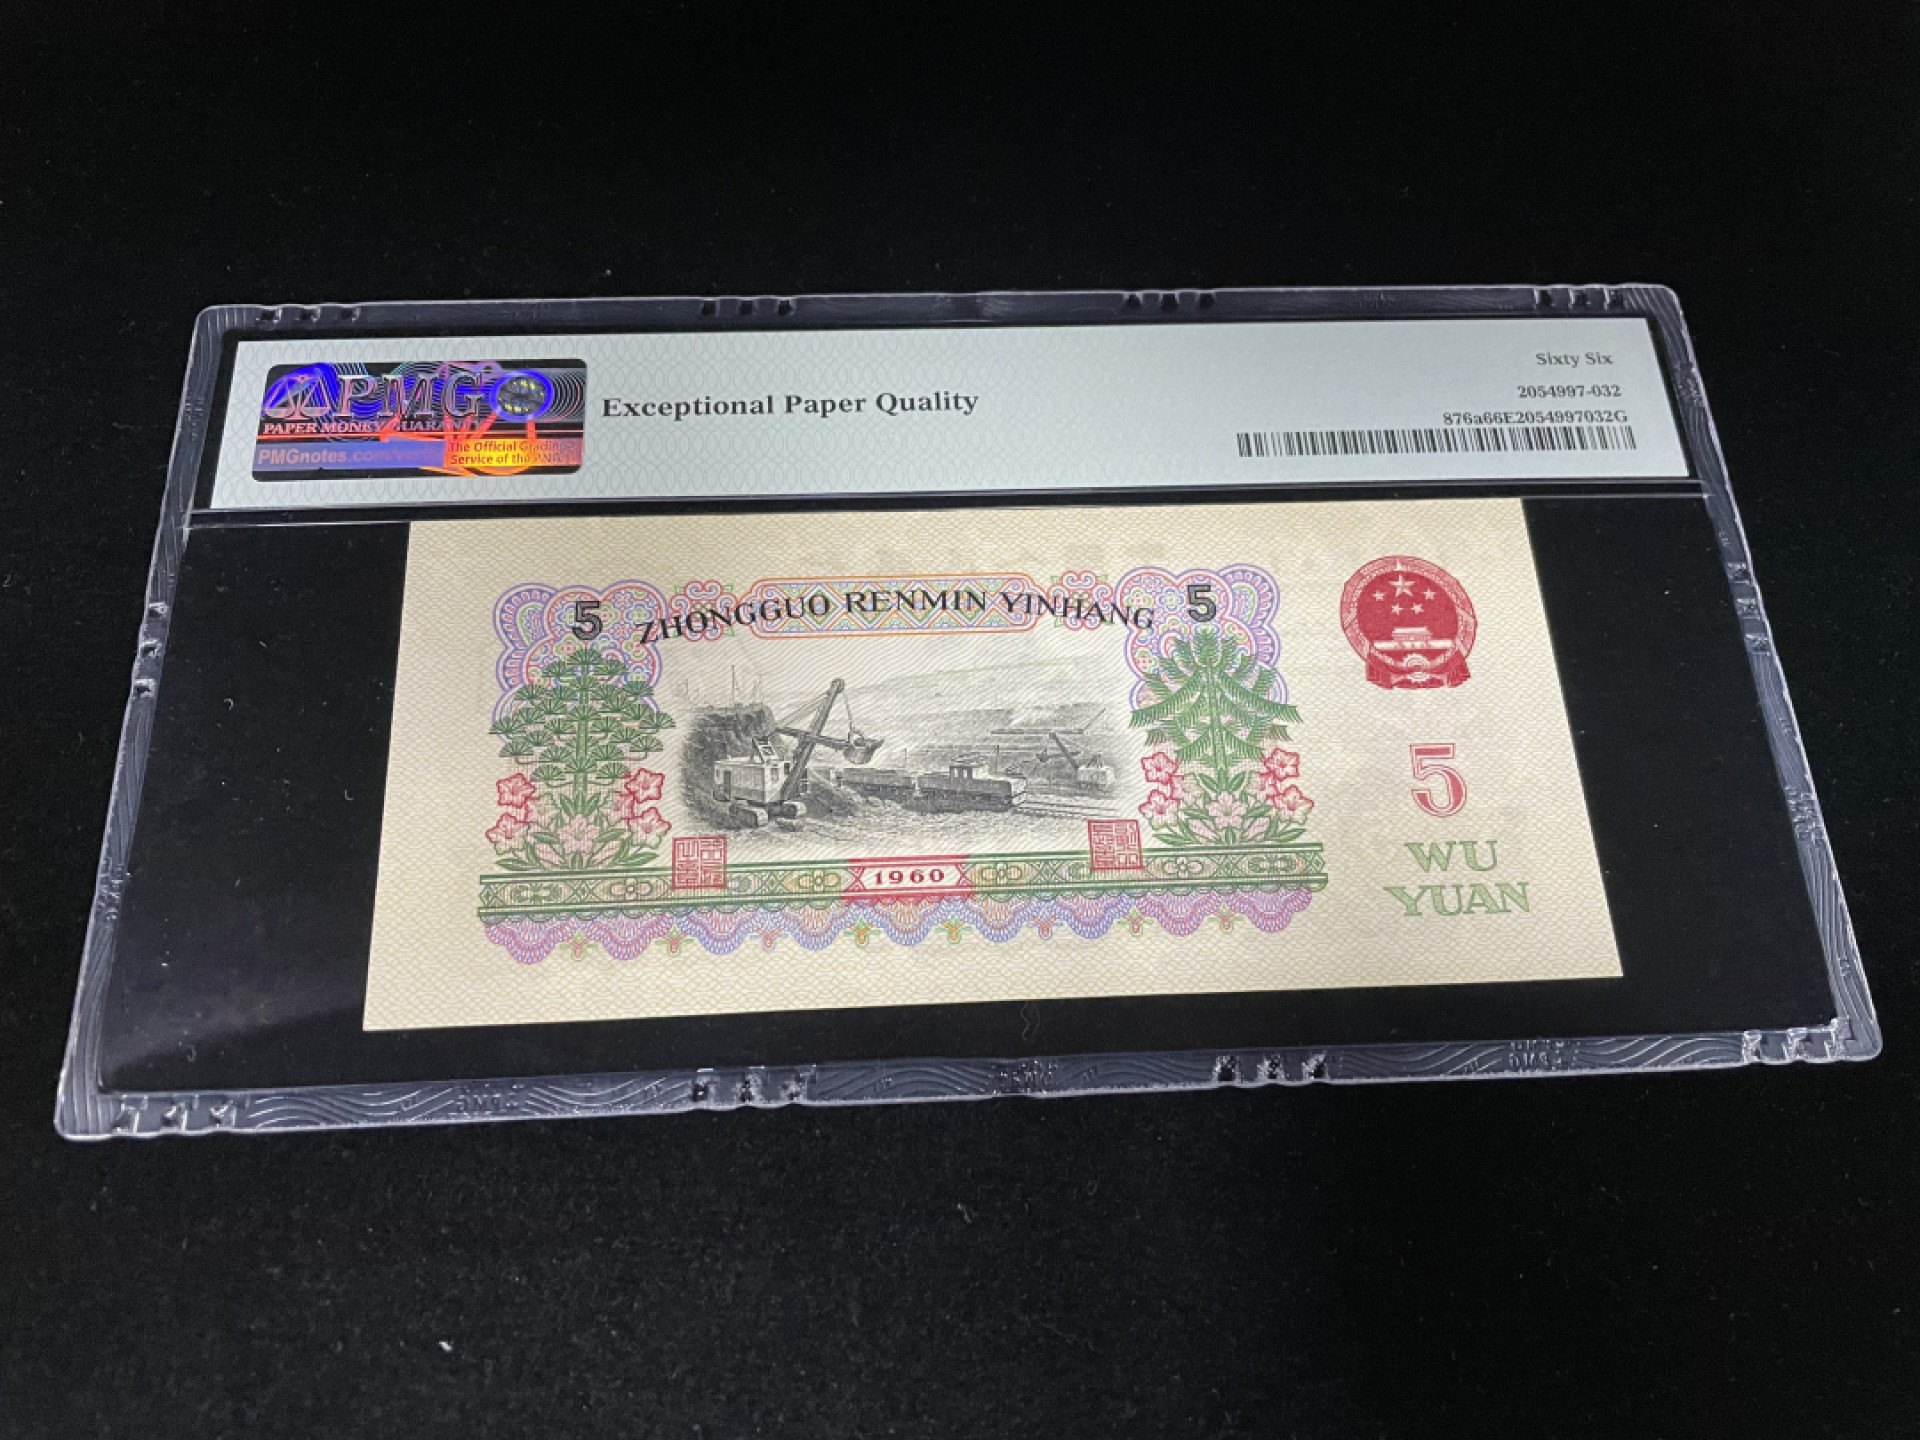 PMG
PAPER MONEY GUARANTY
PMGnotes.com/verify
The Official Grading
Service of the PNG
Exceptional Paper Quality
Sixty Six
2054997-032
876a66E2054997032G
5 ZHONGGUO RENMIN YINHANG 5
1960
5
WU
YUAN